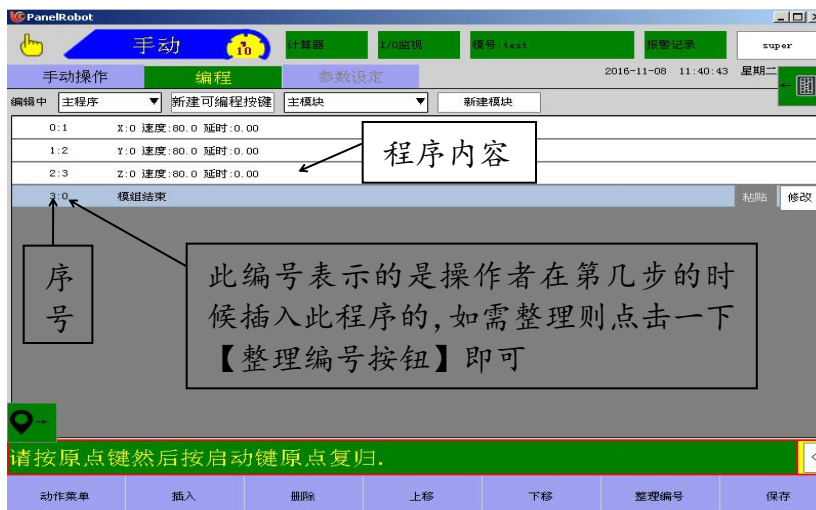 PanelRobot
手动
10
计算器
I/O监视
模号:test
报警记录
super
手动操作
编程
参数设定
2016-11-08 11:40:43 星期二
编辑中
主程序
新建可编程按键
主模块
新建模块
0:1 X:0 速度:80.0 延时:0.00
1:2 Y:0 速度:80.0 延时:0.00
2:3 Z:0 速度:80.0 延时:0.00
程序内容
3:0 模组结束
粘贴
修改
序
号
此编号表示的是操作者在第几步的时
候插入此程序的,如需整理则点击一下
【整理编号按钮】即可
请按原点键然后按启动键原点复归.
动作菜单
插入
删除
上移
下移
整理编号
保存